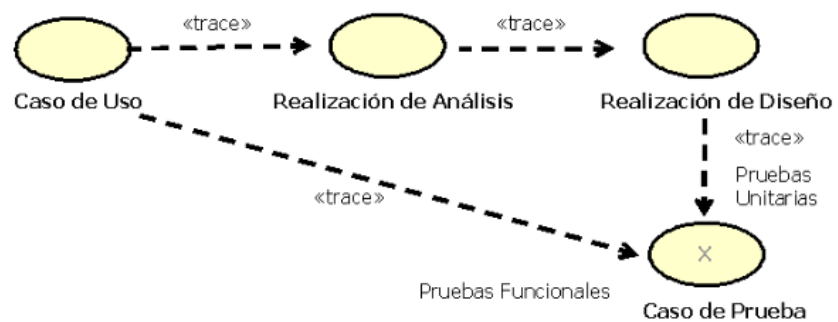 «trace»
«trace»
Caso de Uso
Realización de Análisis
Realización de Diseño
«trace»
Pruebas
Unitarias
«trace»
X
Pruebas Funcionales
Caso de Prueba